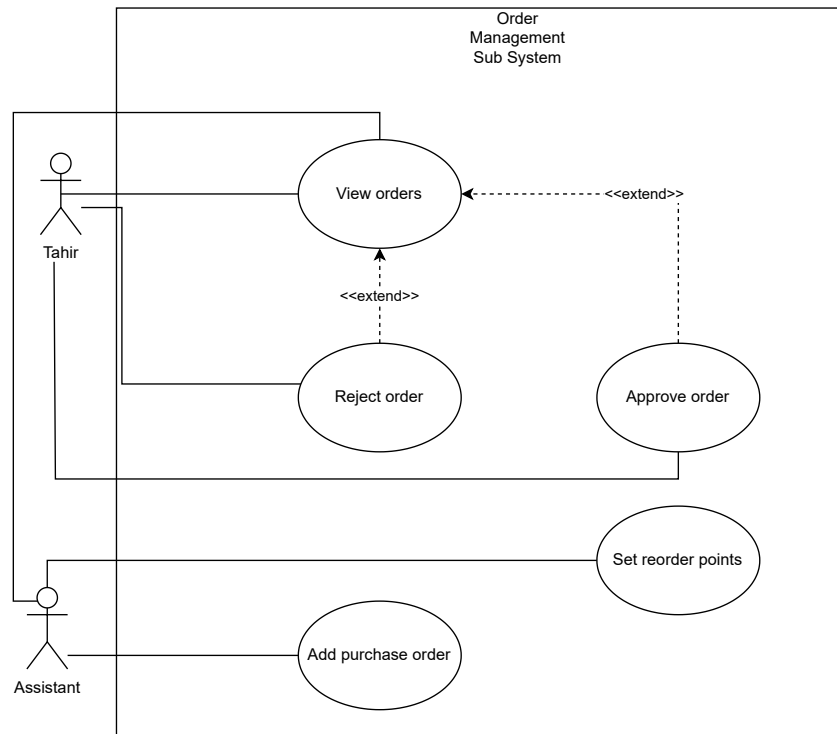 Order
Management
Sub System
View orders
<<extend>>
Tahir
<<extend>>
Reject order
Approve order
Set reorder points
Add purchase order
Assistant